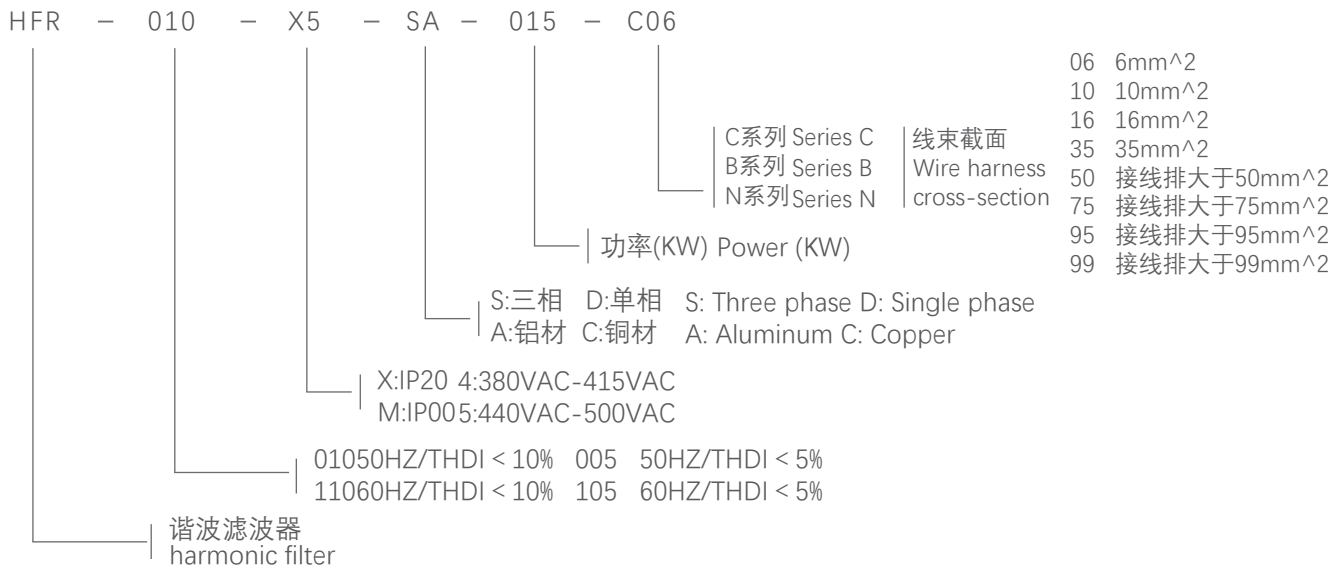 HFR - 010 - X5 - SA - 015 - C06
06 6mm^2
10 10mm^2
16 16mm^2
35 35mm^2
50 接线排大于50mm^2
75 接线排大于75mm^2
95 接线排大于95mm^2
99 接线排大于99mm^2
C系列 Series C 线束截面
B系列 Series B Wire harness
N系列 Series N cross-section
功率(KW) Power (KW)
S:三相 D:单相 S: Three phase D: Single phase
A:铝材 C:铜材 A: Aluminum C: Copper
X:IP20 4:380VAC-415VAC
M:IP005:440VAC-500VAC
01050HZ/THDI < 10% 005 50HZ/THDI < 5%
11060HZ/THDI < 10% 105 60HZ/THDI < 5%
谐波滤波器
harmonic filter